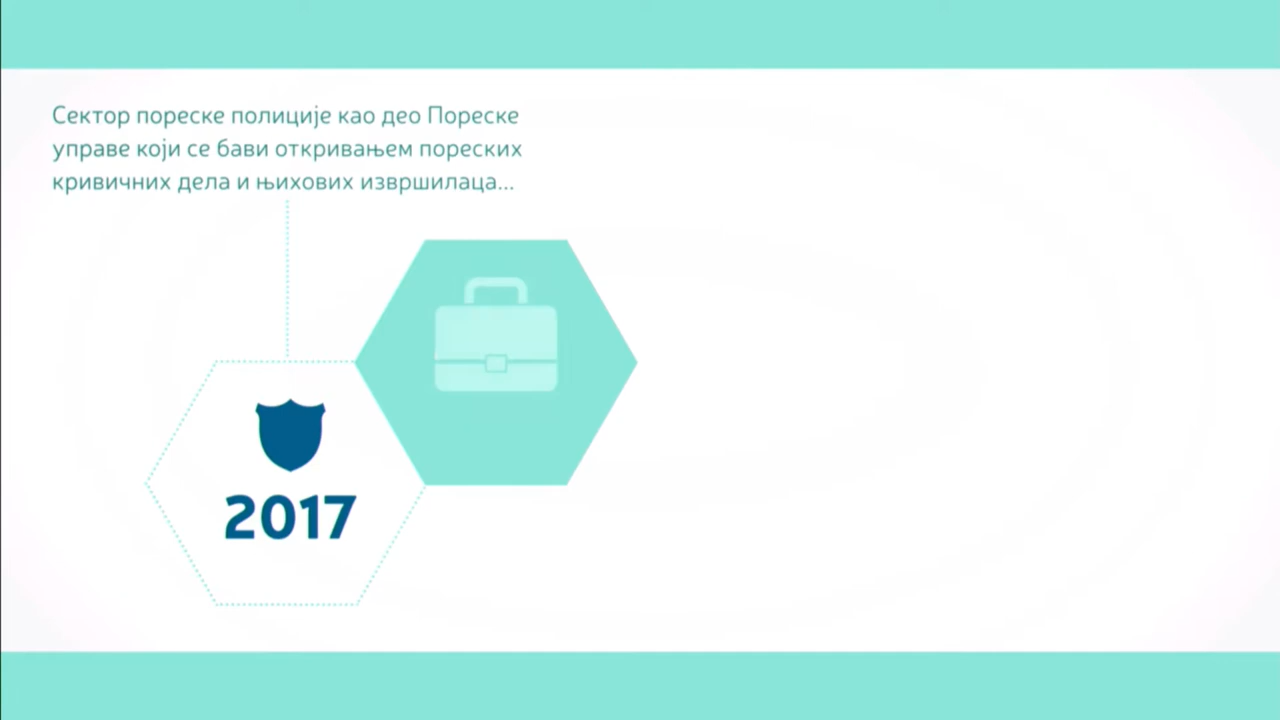 Сектор пореске полиције као део Пореске
управе који се бави откривањем пореских
кривичних дела и њихових извршилаца...
2017